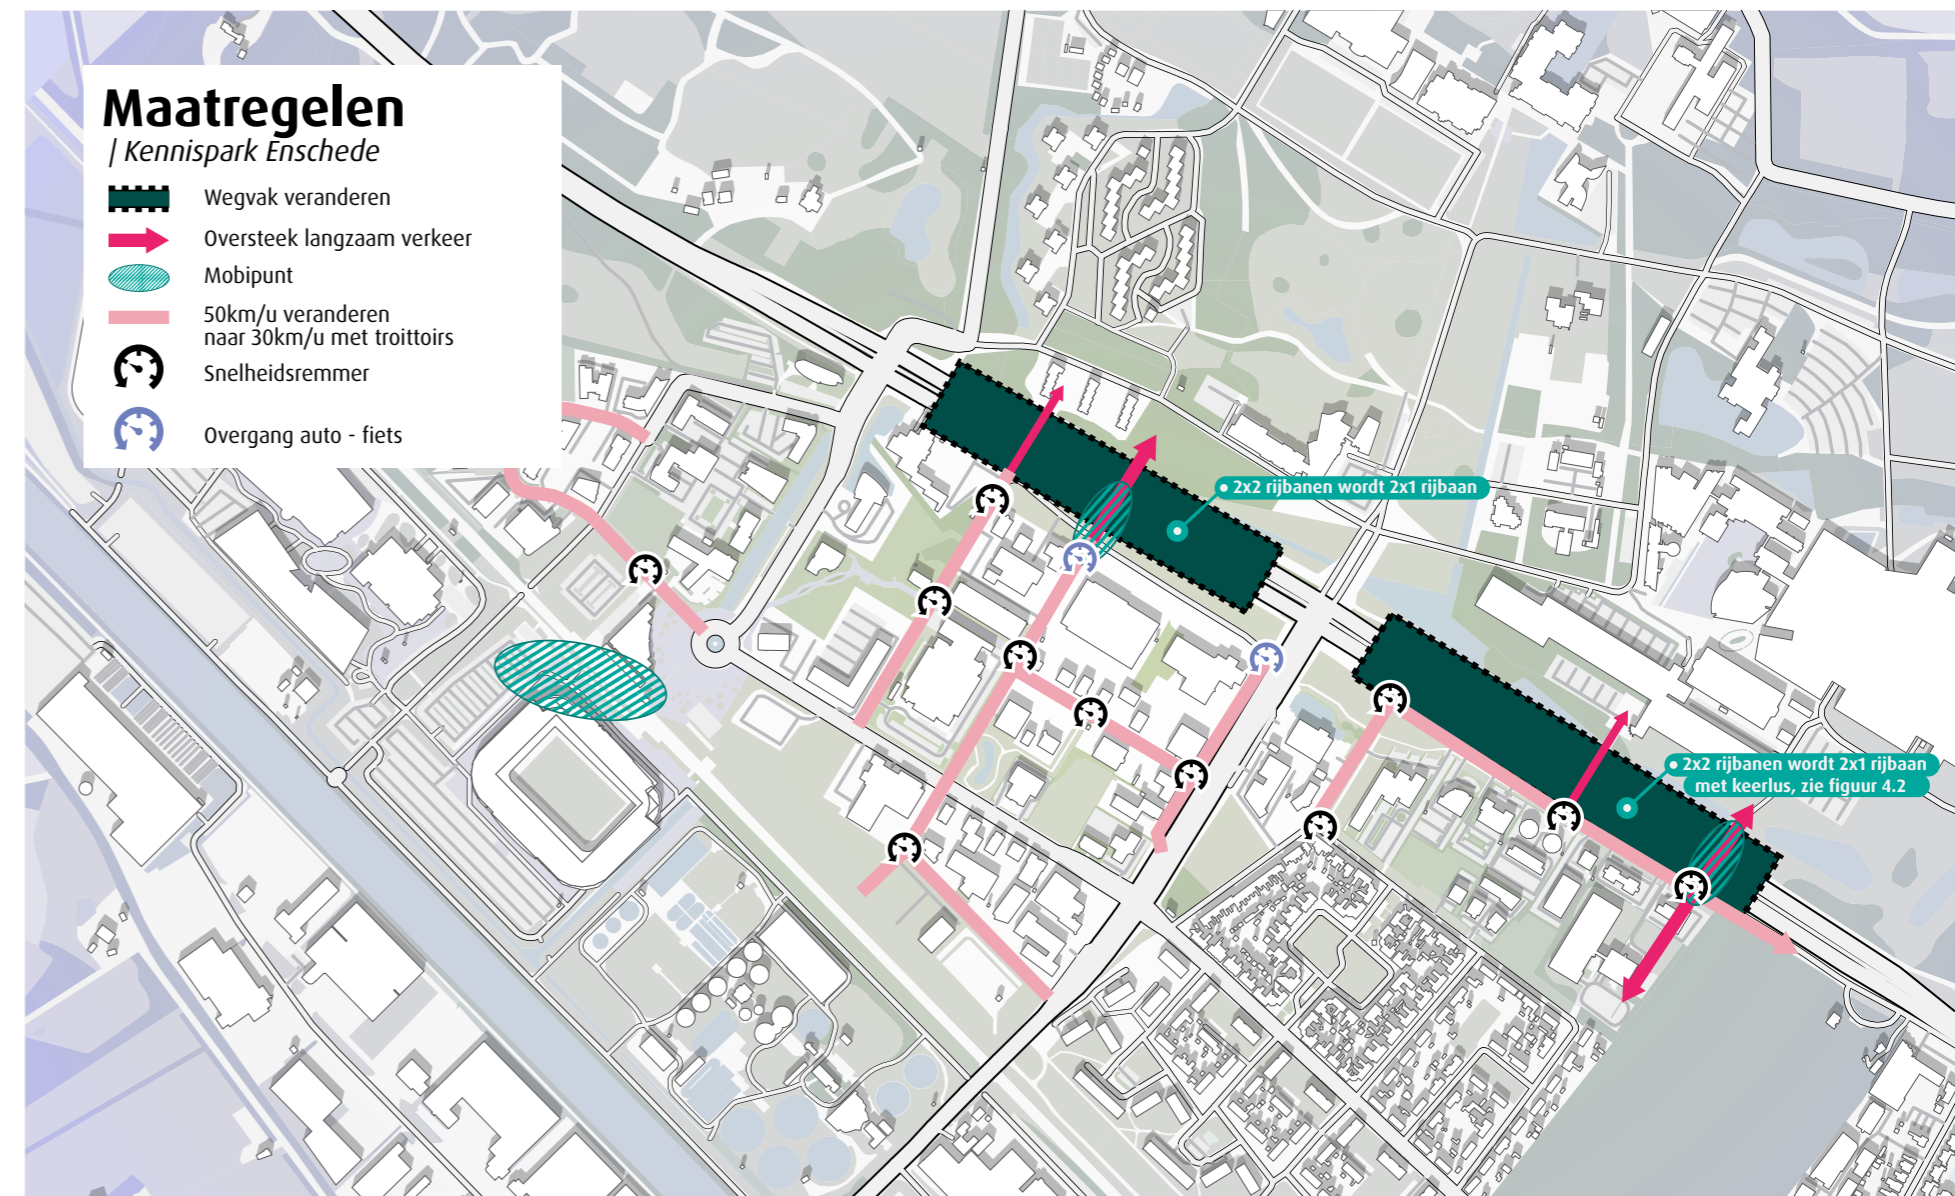 Maatregelen
| Kennispark Enschede
Wegvak veranderen
Oversteek langzaam verkeer
Mobipunt
50km/u veranderen
naar 30km/u met troittoirs
Snelheidsremmer
Overgang auto - fiets
• 2x2 rijbanen wordt 2x1 rijbaan
• 2x2 rijbanen wordt 2x1 rijbaan
met keerlus, zie figuur 4.2